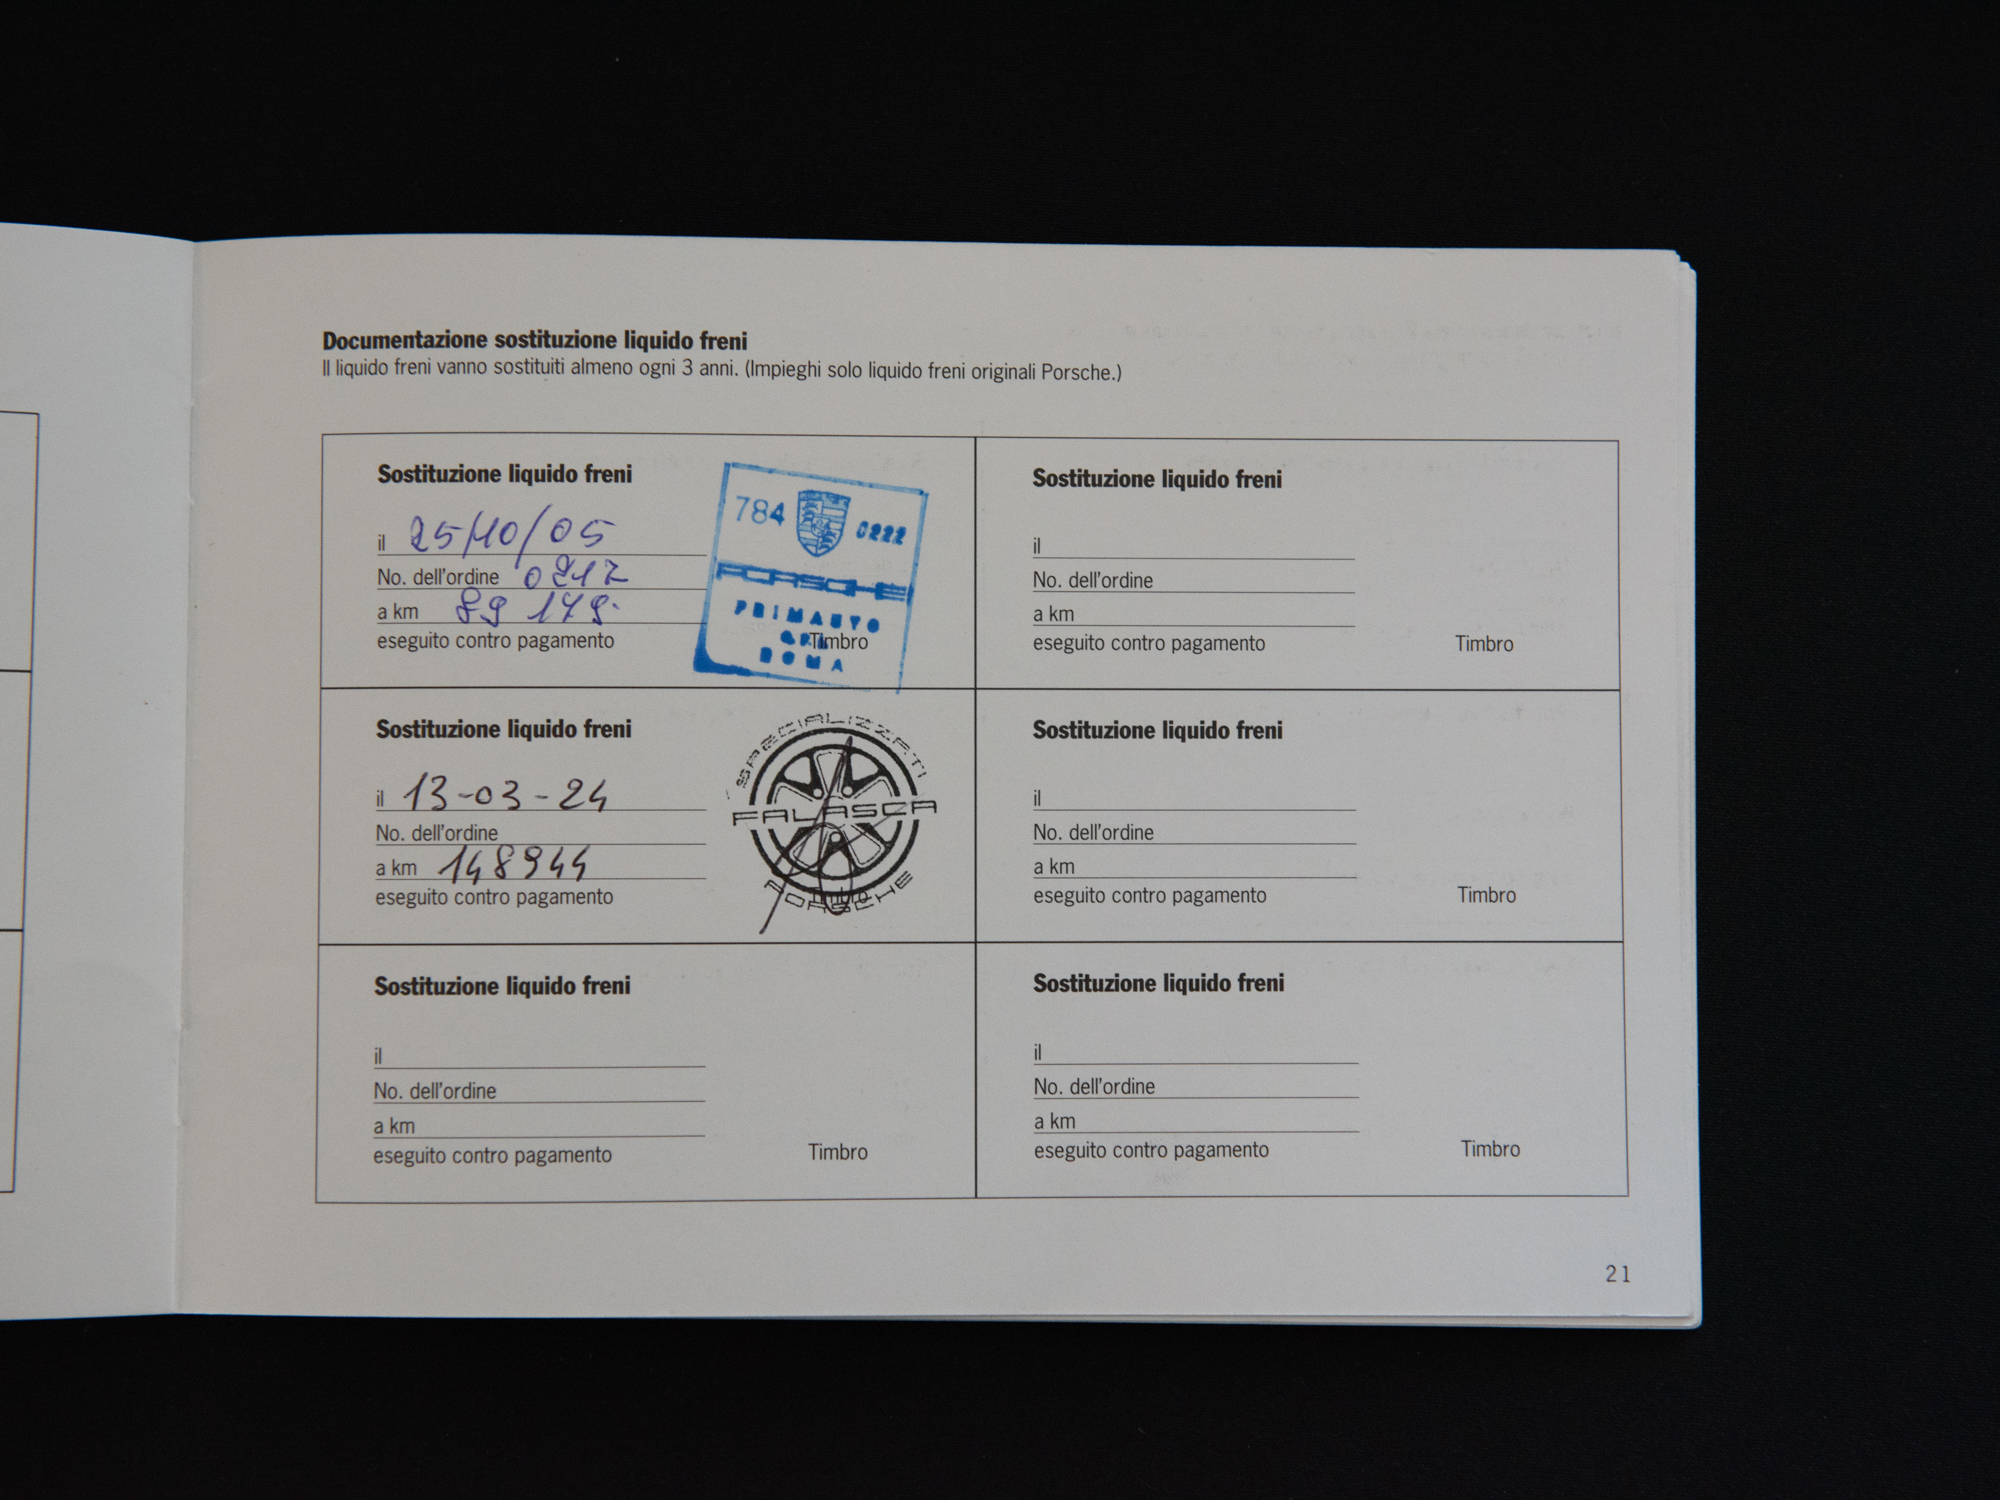 Documentazione sostituzione liquido freni
Il liquido freni vanno sostituiti almeno ogni 3 anni. (Impieghi solo liquido freni originali Porsche.)
Sostituzione liquido freni
il 25/10/05
No. dell'ordine 0217
a km 89 179.
eseguito contro pagamento
Timbro
784 0222
PORSCHE
PRIMAUTO
ROMA
Sostituzione liquido freni
il
No. dell'ordine
a km
eseguito contro pagamento
Timbro
Sostituzione liquido freni
il 13-03-24
No. dell'ordine
a km 148944
eseguito contro pagamento
Timbro
SPECIALIZZATI
FALASCA
PORSCHE
Sostituzione liquido freni
il
No. dell'ordine
a km
eseguito contro pagamento
Timbro
Sostituzione liquido freni
il
No. dell'ordine
a km
eseguito contro pagamento
Timbro
Sostituzione liquido freni
il
No. dell'ordine
a km
eseguito contro pagamento
Timbro
21